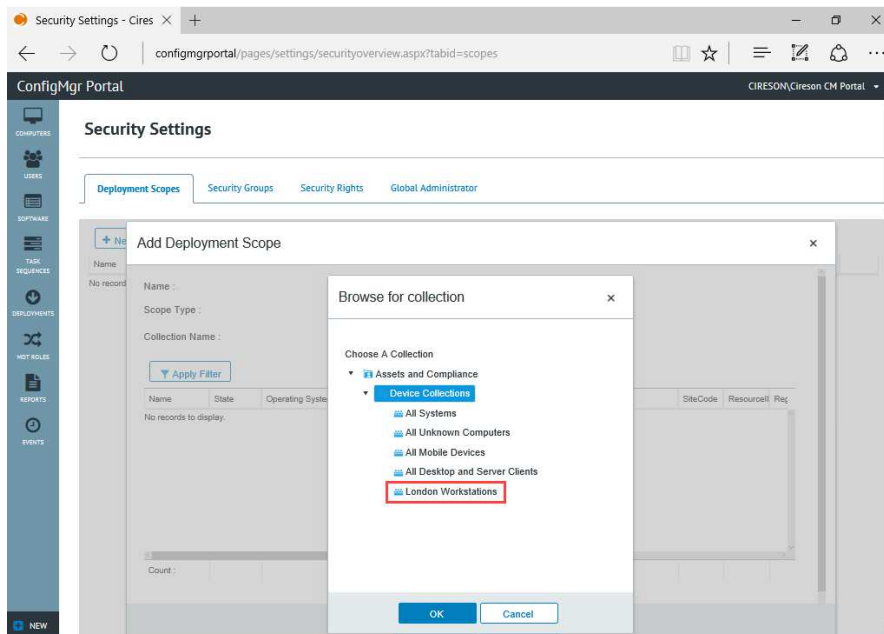 Security Settings - Cires
configmgrportal/pages/settings/securityoverview.aspx?tabid=scopes
ConfigMgr Portal
CIRESON\Cireson CM Portal
COMPUTERS
USERS
SOFTWARE
TASK
SEQUENCES
DEPLOYMENTS
MDT ROLES
REPORTS
EVENTS
NEW
Security Settings
Deployment Scopes Security Groups Security Rights Global Administrator
+ Ne
Name
No record
Add Deployment Scope ×
Name :
Scope Type :
Collection Name :
Apply Filter
Name State Operating Syste SiteCode ResourceII Reg
No records to display.
Count :
Browse for collection ×
Choose A Collection
Assets and Compliance
Device Collections
All Systems
All Unknown Computers
All Mobile Devices
All Desktop and Server Clients
London Workstations
OK Cancel